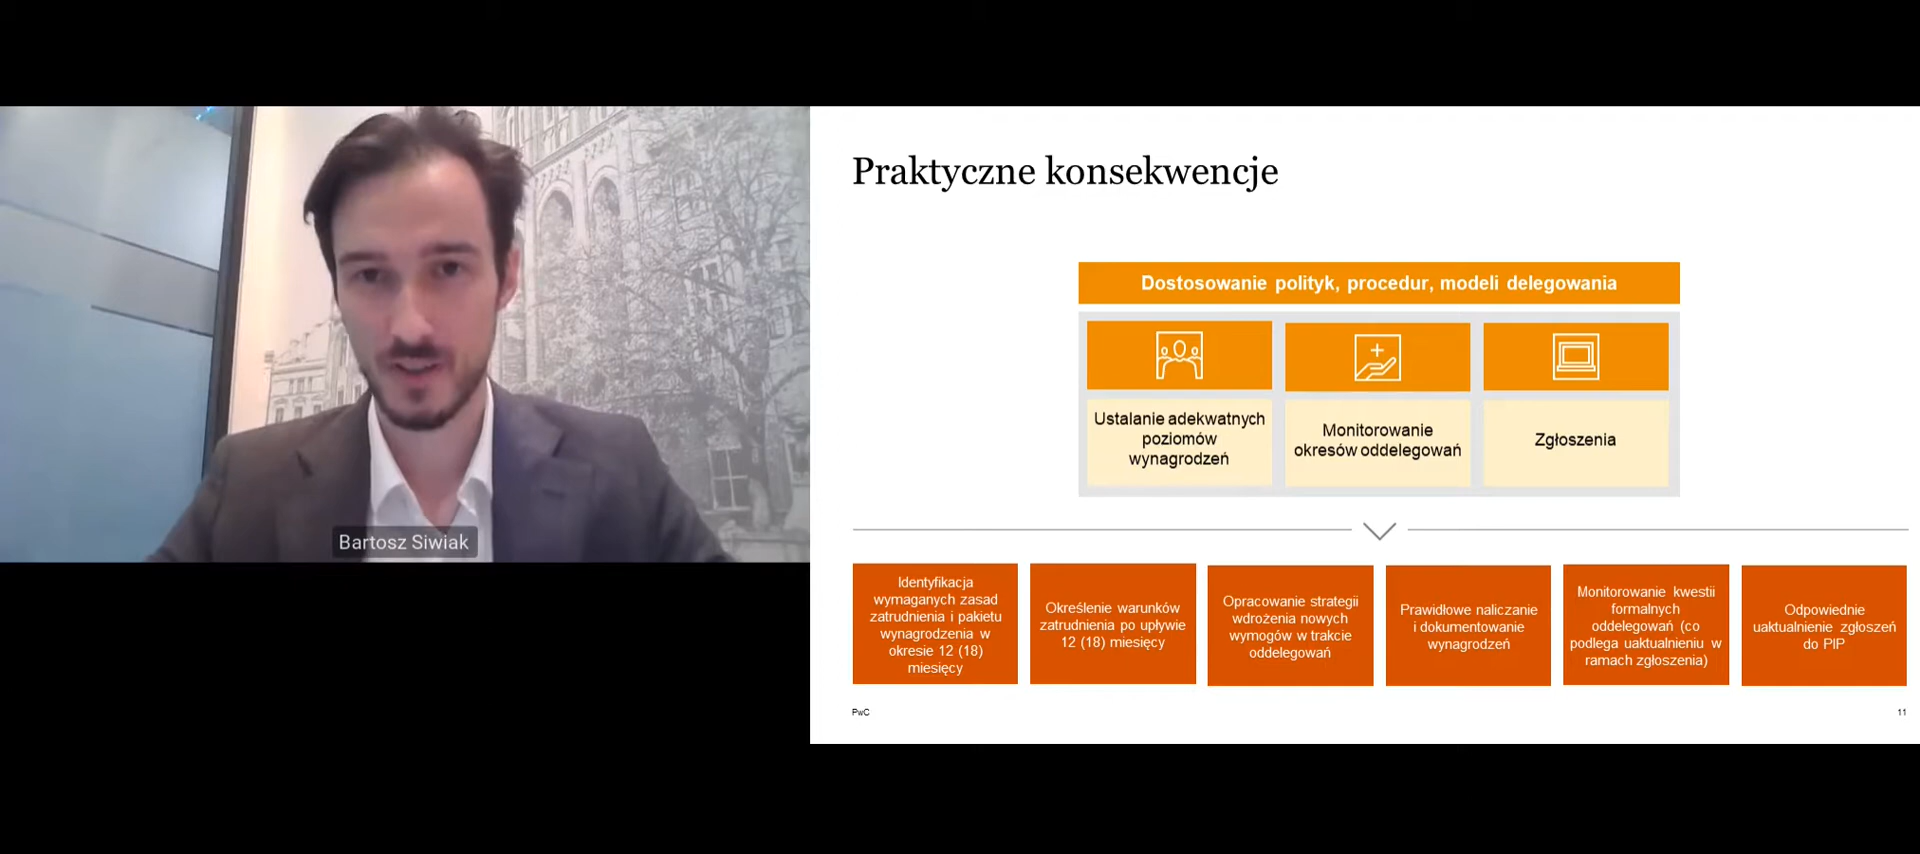 Bartosz Siwiak
Praktyczne konsekwencje
Dostosowanie polityk, procedur, modeli delegowania
Ustalanie adekwatnych
poziomów
wynagrodzeń
Monitorowanie
okresów oddelegowań
Zgłoszenia
Identyfikacja
wymaganych zasad
zatrudnienia i pakietu
wynagrodzenia w
okresie 12 (18)
miesięcy
Określenie warunków
zatrudnienia po upływie
12 (18) miesięcy
Opracowanie strategii
wdrożenia nowych
wymogów w trakcie
oddelegowań
Prawidłowe naliczanie
i dokumentowanie
wynagrodzeń
Monitorowanie kwestii
formalnych
oddelegowań (co
podlega uaktualnieniu w
ramach zgłoszenia)
Odpowiednie
uaktualnienie zgłoszeń
do PIP
PwC
11